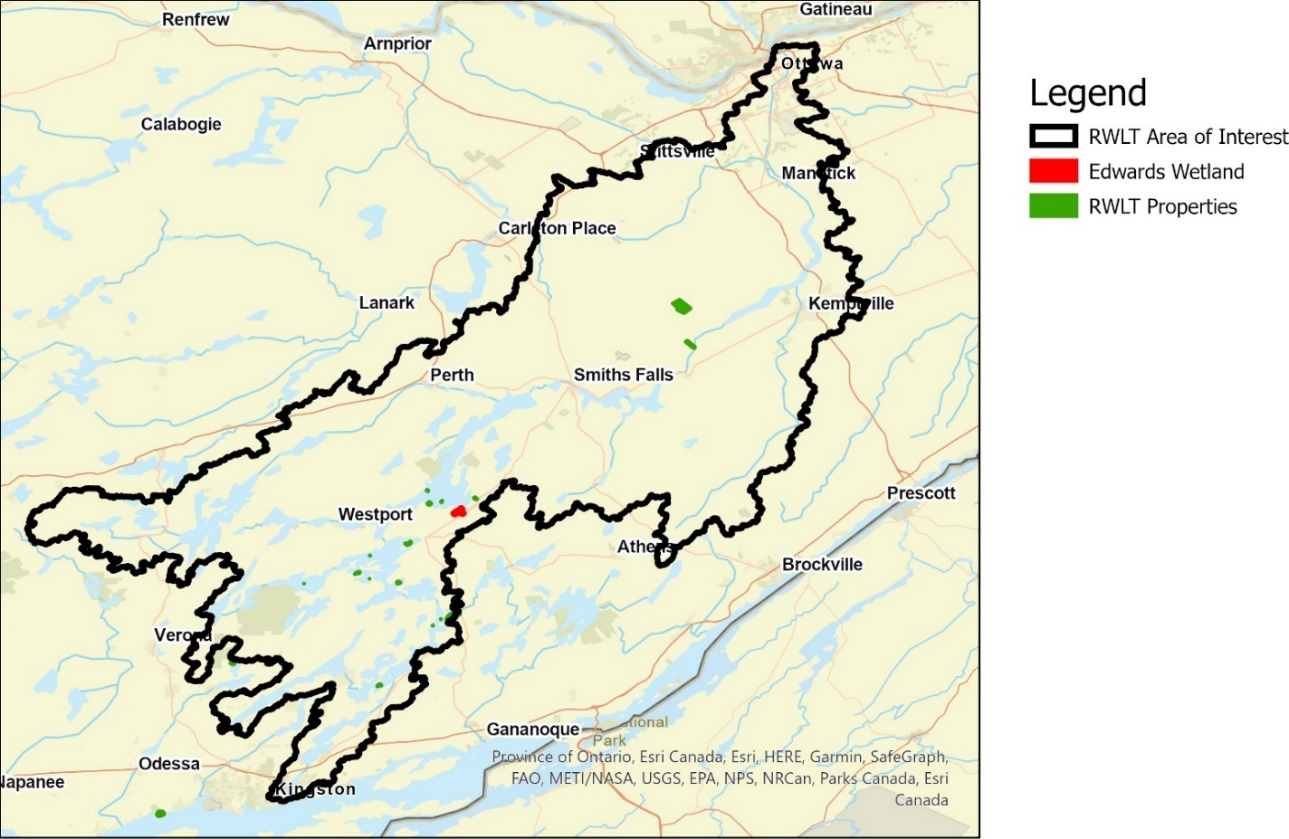 Gatineau
Renfrew
Arnprior
Ottawa
Calabogie
Stittsville
Manotick
Carleton Place
Lanark
Kemptville
Perth
Smiths Falls
Prescott
Westport
Athens
Brockville
Verona
Gananoque
National
Park
Odessa
Napanee
Kingston
Province of Ontario, Esri Canada, Esri, HERE, Garmin, SafeGraph,
FAO, METI/NASA, USGS, EPA, NPS, NRCan, Parks Canada, Esri
Canada
Legend
RWLT Area of Interest
Edwards Wetland
RWLT Properties